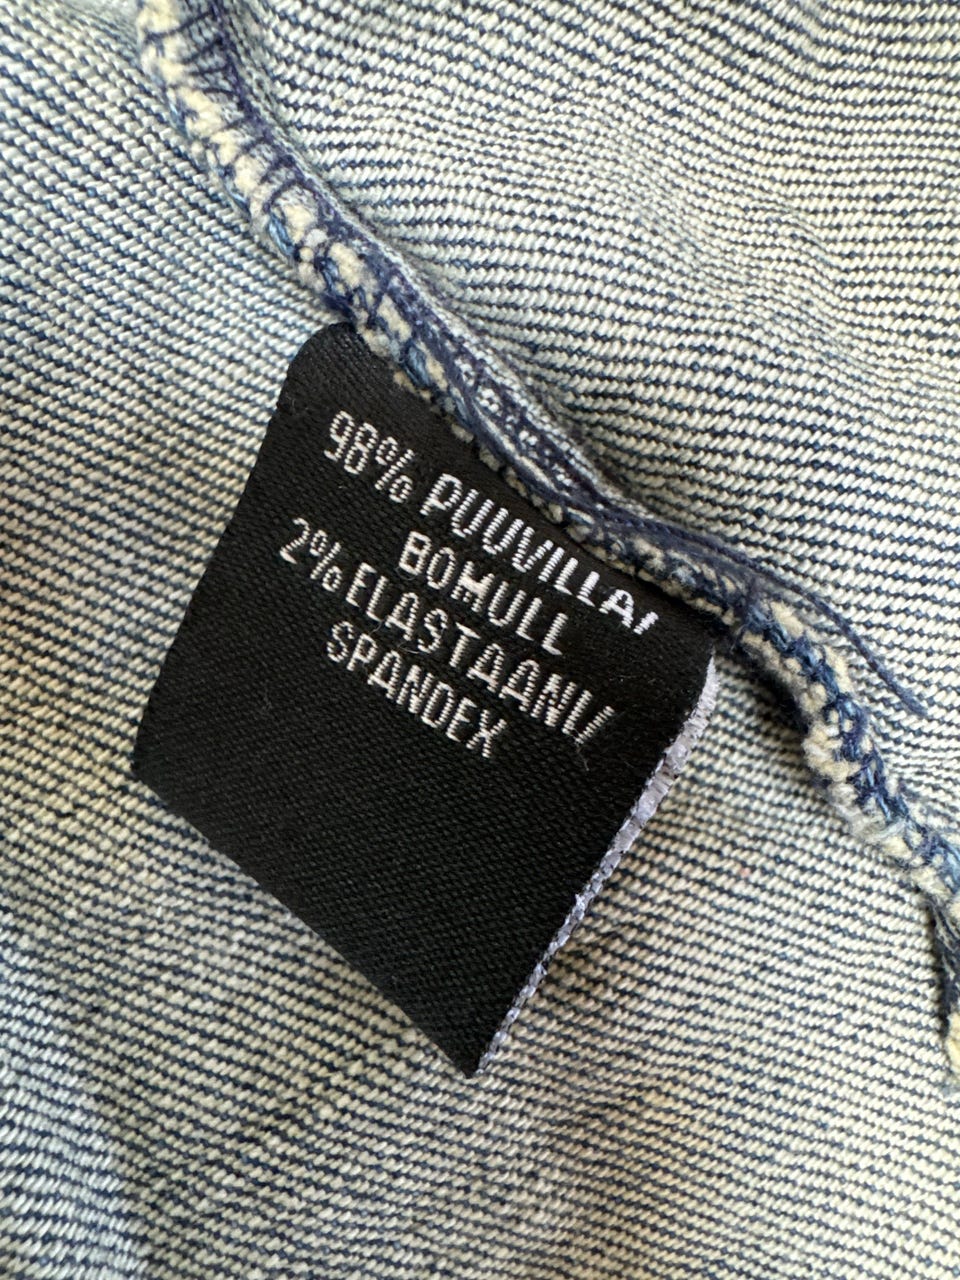 98% PUUVILLA/
BOMULL
2% ELASTAANI/
SPANDEX